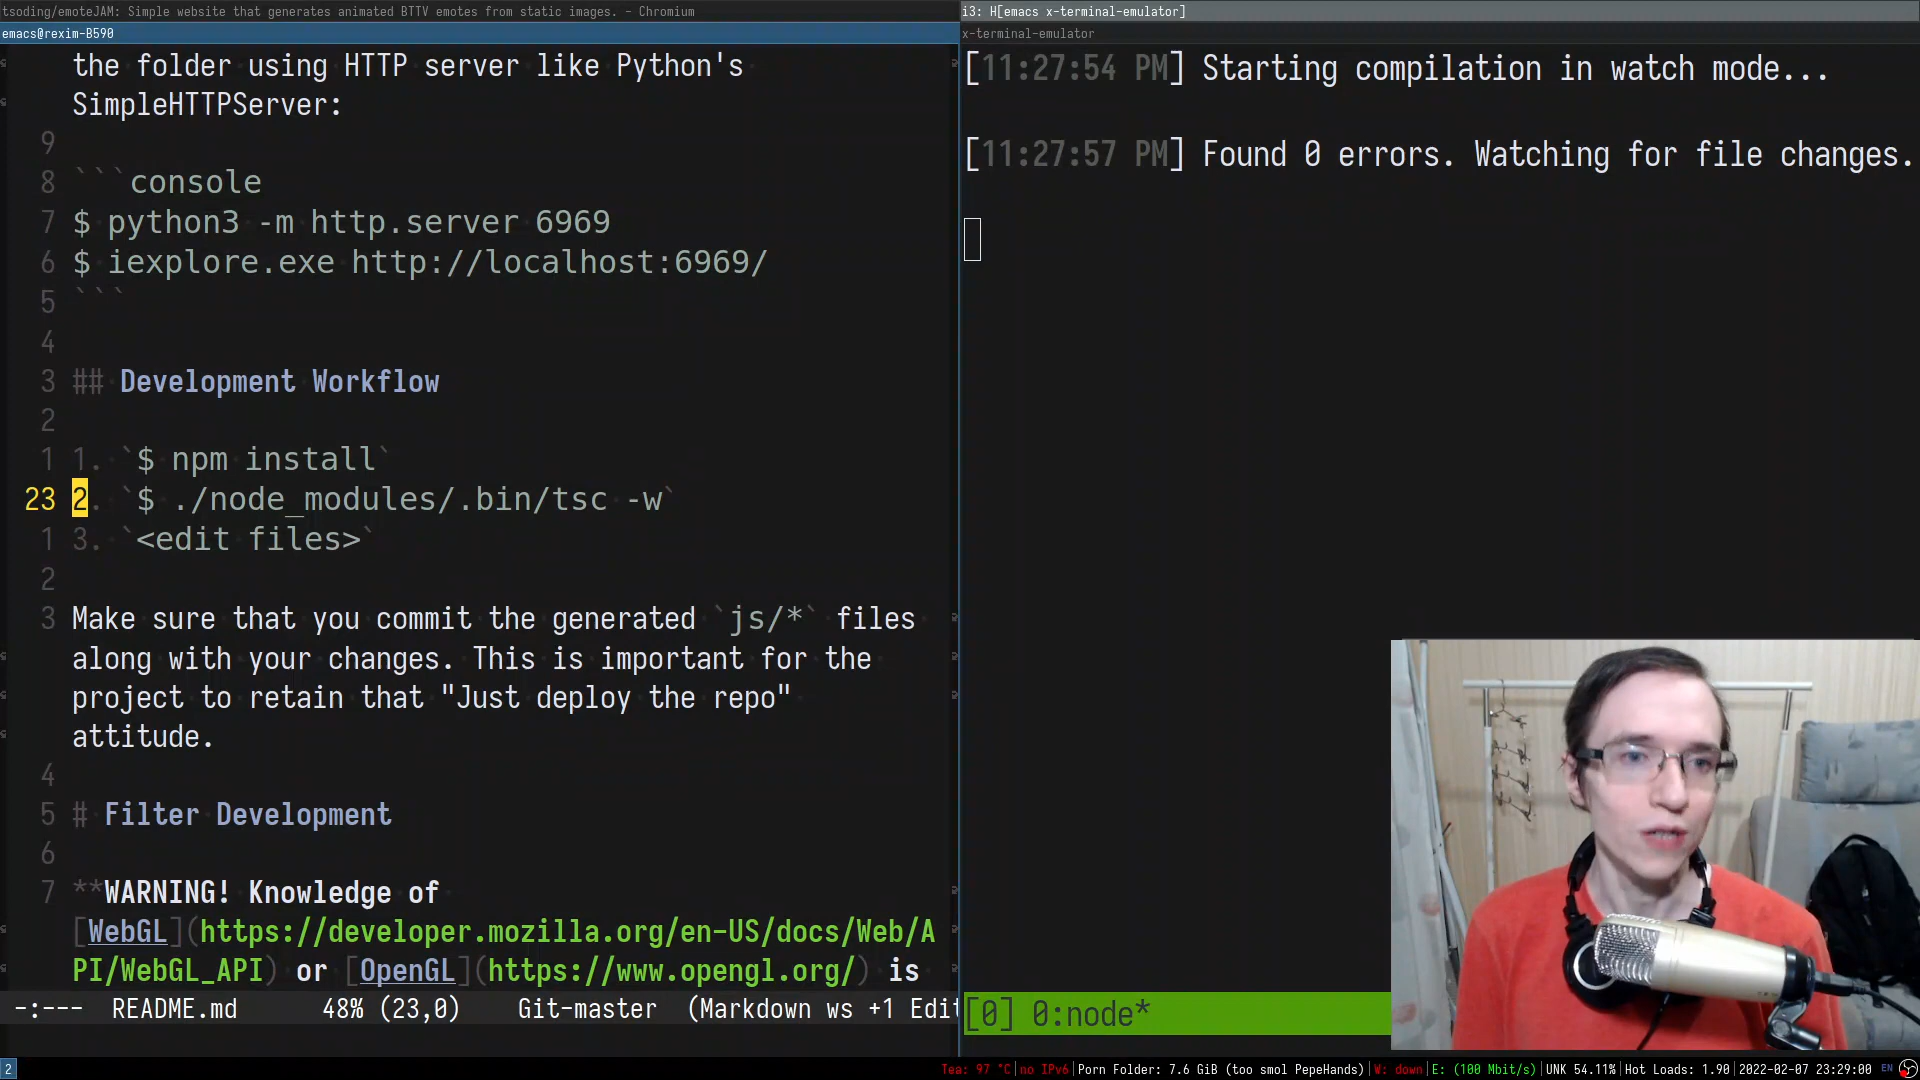 tsoding/emoteJAM: Simple website that generates animated BTTV emotes from static images. - Chromium
i3: H[emacs x-terminal-emulator]
emacs@rexim-B590
x-terminal-emulator
the folder using HTTP server like Python's
SimpleHTTPServer:
9
8 ```console
7 $ python3 -m http.server 6969
6 $ iexplore.exe http://localhost:6969/
5 ```
4
3 ## Development Workflow
2
1 1. `$ npm install`
23 2. `$ ./node_modules/.bin/tsc -w`
1 3. `<edit files>`
2
3 Make sure that you commit the generated `js/*` files
along with your changes. This is important for the
project to retain that "Just deploy the repo"
attitude.
4
5 # Filter Development
6
7 **WARNING! Knowledge of
[WebGL](https://developer.mozilla.org/en-US/docs/Web/A
PI/WebGL_API) or [OpenGL](https://www.opengl.org/) is
-:--- README.md 48% (23,0) Git-master (Markdown ws +1 Edit
[11:27:54 PM] Starting compilation in watch mode...
[11:27:57 PM] Found 0 errors. Watching for file changes.
[0] 0:node*
2
Tea: 97 °C|no IPv6|Porn Folder: 7.6 GiB (too smol PepeHands)|W: down|E: (100 Mbit/s)|UNK 54.11%|Hot Loads: 1.90|2022-02-07 23:29:00 EN